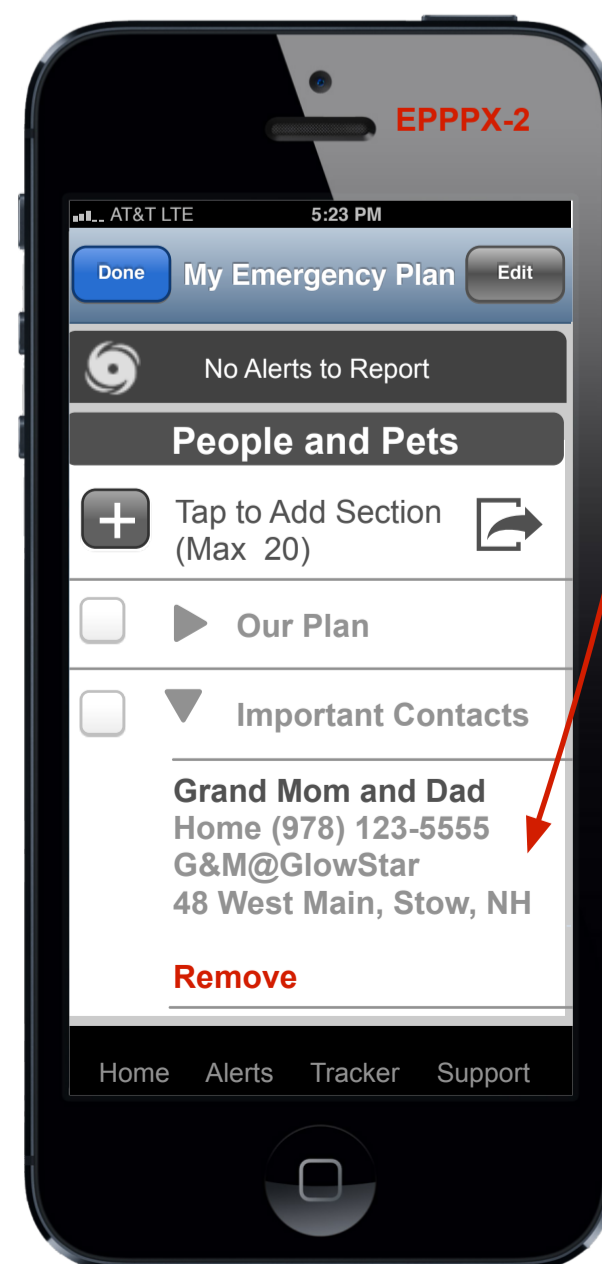 EPPPX-2
AT&T LTE 5:23 PM
Done My Emergency Plan Edit
No Alerts to Report
People and Pets
Tap to Add Section
(Max 20)
Our Plan
Important Contacts
Grand Mom and Dad
Home (978) 123-5555
G&M@GlowStar
48 West Main, Stow, NH
Remove
Home Alerts Tracker Support